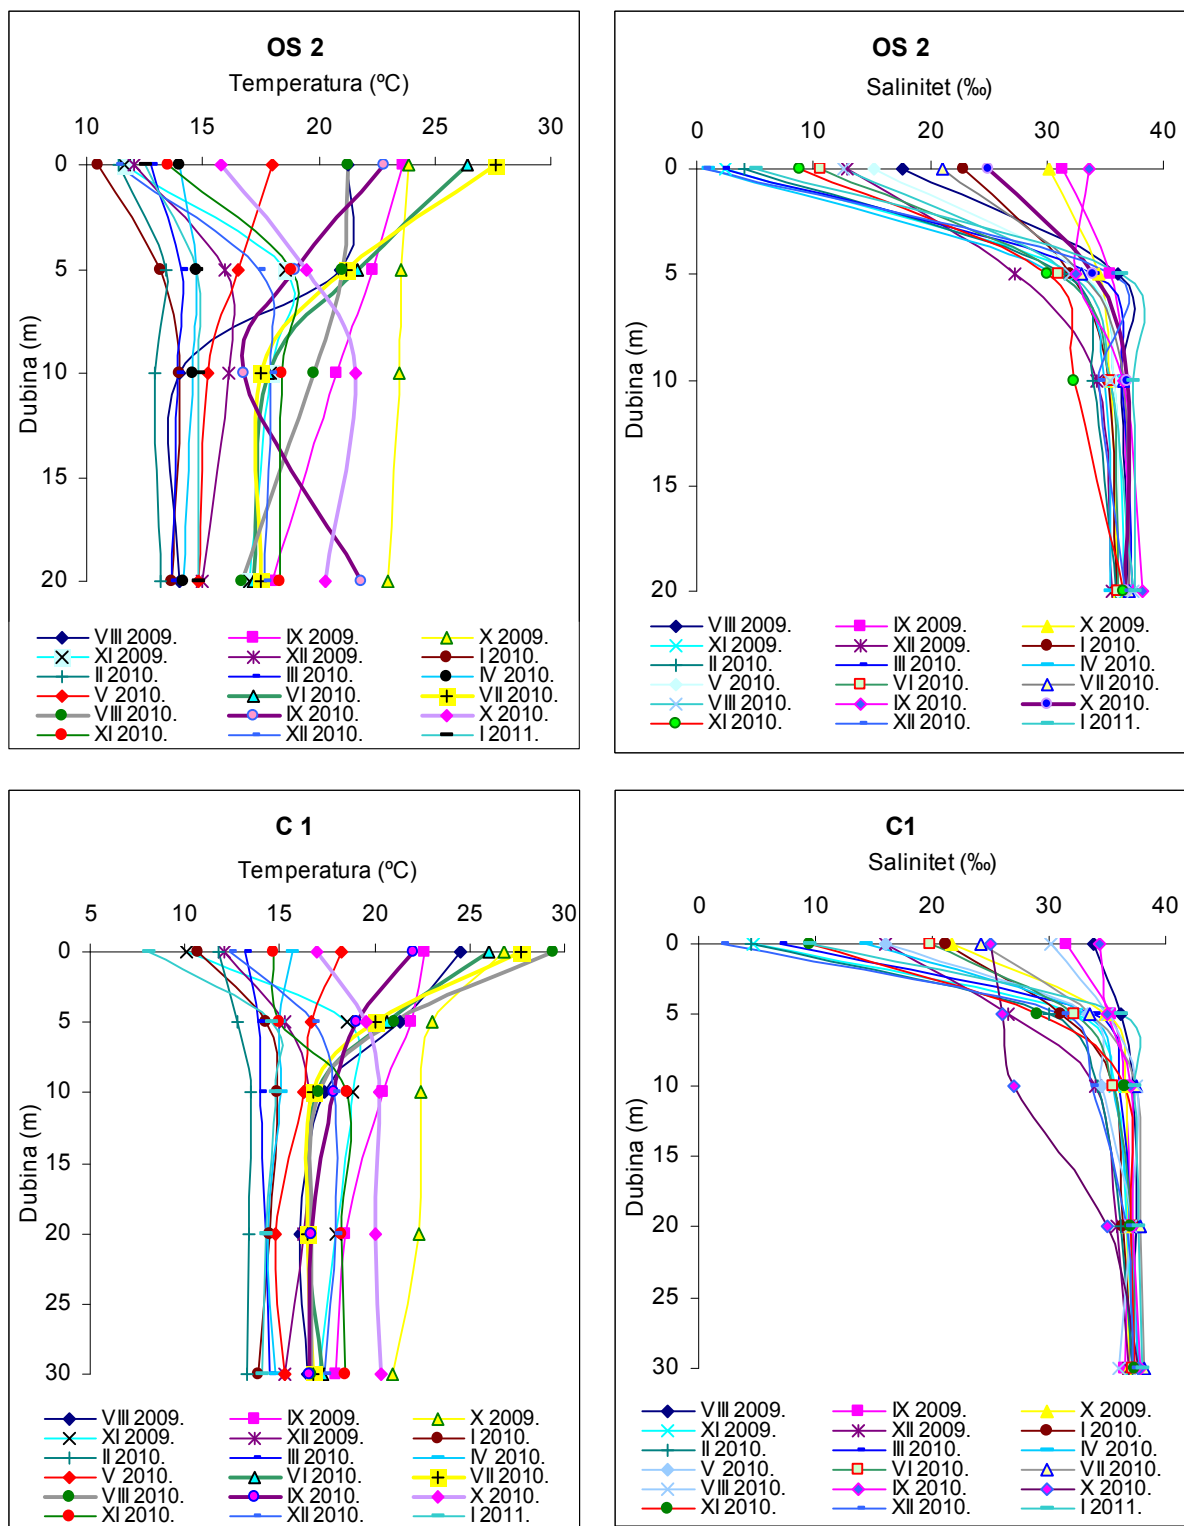 OS 2
Temperatura (ºC)
10 15 20 25 30
0
5
10
15
20
Dubina (m)
VIII 2009. IX 2009. X 2009.
XI 2009. XII 2009. I 2010.
II 2010. III 2010. IV 2010.
V 2010. VI 2010. VII 2010.
VIII 2010. IX 2010. X 2010.
XI 2010. XII 2010. I 2011.
OS 2
Salinitet (‰)
0 10 20 30 40
0
5
10
15
20
Dubina (m)
VIII 2009. IX 2009. X 2009.
XI 2009. XII 2009. I 2010.
II 2010. III 2010. IV 2010.
V 2010. VI 2010. VII 2010.
VIII 2010. IX 2010. X 2010.
XI 2010. XII 2010. I 2011.
C 1
Temperatura (ºC)
5 10 15 20 25 30
0
5
10
15
20
25
30
Dubina (m)
VIII 2009. IX 2009. X 2009.
XI 2009. XII 2009. I 2010.
II 2010. III 2010. IV 2010.
V 2010. VI 2010. VII 2010.
VIII 2010. IX 2010. X 2010.
XI 2010. XII 2010. I 2011.
C1
Salinitet (‰)
0 10 20 30 40
0
5
10
15
20
25
30
Dubina (m)
VIII 2009. IX 2009. X 2009.
XI 2009. XII 2009. I 2010.
II 2010. III 2010. IV 2010.
V 2010. VI 2010. VII 2010.
VIII 2010. IX 2010. X 2010.
XI 2010. XII 2010. I 2011.